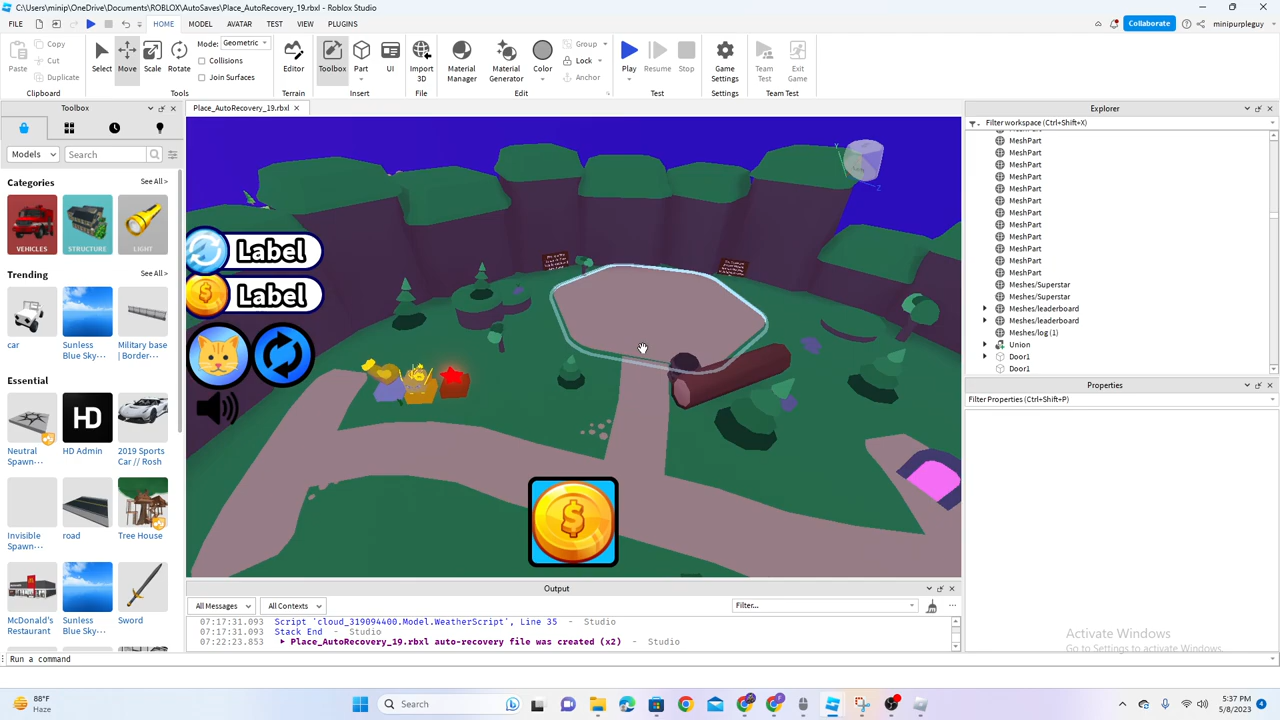 C:\Users\minip\OneDrive\Documents\ROBLOX\AutoSaves\Place_AutoRecovery_19.rbxl - Roblox Studio
FILE HOME MODEL AVATAR TEST VIEW PLUGINS Collaborate minipurpleguy
Paste Copy Cut Duplicate Clipboard
Select Move Scale Rotate Mode: Geometric Collisions Join Surfaces Tools
Editor Terrain
Toolbox Part UI Insert
Import 3D File
Material Manager Material Generator Color Group Lock Anchor Edit
Play Resume Stop Test
Game Settings Settings
Team Test Exit Game Team Test
Toolbox
Models Search
Categories See All >
VEHICLES STRUCTURE LIGHT
Trending See All >
car Sunless Blue Sky... Military base | Border...
Essential See All >
HD
Neutral Spawn... HD Admin 2019 Sports Car // Rosh
Invisible Spawn... road Tree House
McDonald's Restaurant Sunless Blue Sky... Sword
Place_AutoRecovery_19.rbxl
Label
Label
$
Explorer
Filter workspace (Ctrl+Shift+X)
MeshPart
MeshPart
MeshPart
MeshPart
MeshPart
MeshPart
MeshPart
MeshPart
MeshPart
MeshPart
MeshPart
MeshPart
MeshPart
Meshes/Superstar
Meshes/Superstar
Meshes/leaderboard
Meshes/leaderboard
Meshes/log (1)
Union
Door1
Door1
Properties
Filter Properties (Ctrl+Shift+P)
Output
All Messages All Contexts Filter...
07:17:31.093 Script 'cloud_319094400.Model.WeatherScript', Line 35 - Studio
07:17:31.093 Stack End - Studio
07:22:23.853 Place_AutoRecovery_19.rbxl auto-recovery file was created (x2) - Studio
Activate Windows
Go to Settings to activate Windows.
Run a command
88°F
Haze
Search
5:37 PM
5/8/2023